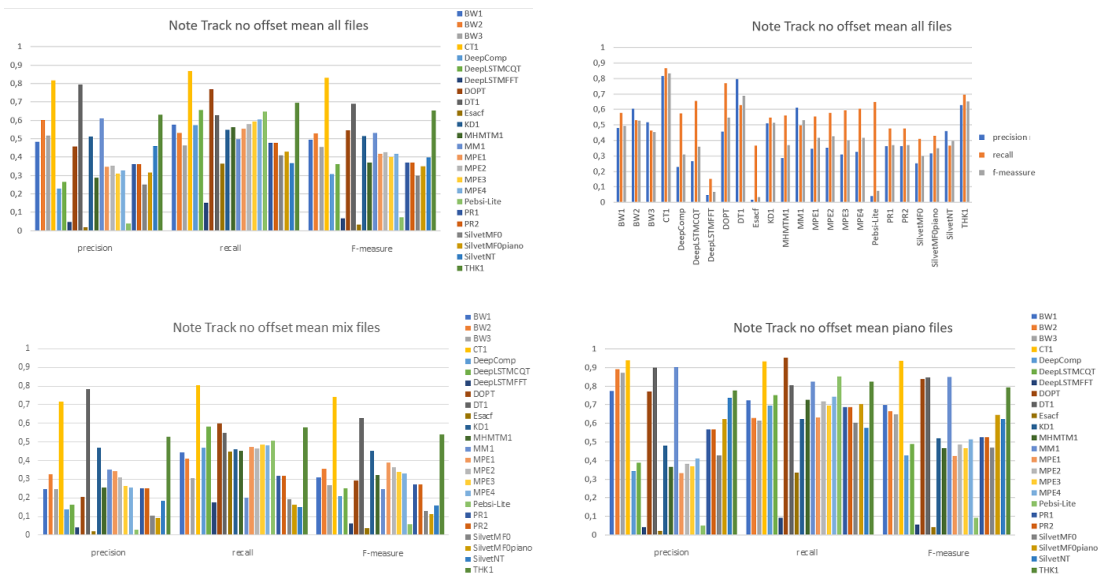 Note Track no offset mean all files
1
0,9
0,8
0,7
0,6
0,5
0,4
0,3
0,2
0,1
0
precision
recall
F-measure
BW1
BW2
BW3
CT1
DeepComp
DeepLSTMCQT
DeepLSTMFFT
DOPT
DT1
Esacf
KD1
MHMTM1
MM1
MPE1
MPE2
MPE3
MPE4
Pebsi-Lite
PR1
PR2
SilvetMF0
SilvetMF0piano
SilvetNT
THK1
Note Track no offset mean all files
1
0,9
0,8
0,7
0,6
0,5
0,4
0,3
0,2
0,1
0
BW1
BW2
BW3
CT1
DeepComp
DeepLSTMCQT
DeepLSTMFFT
DOPT
DT1
Esacf
KD1
MHMTM1
MM1
MPE1
MPE2
MPE3
MPE4
Pebsi-Lite
PR1
PR2
SilvetMF0
SilvetMF0piano
SilvetNT
THK1
precision
recall
f-meassure
Note Track no offset mean mix files
1
0,9
0,8
0,7
0,6
0,5
0,4
0,3
0,2
0,1
0
precision
recall
F-measure
BW1
BW2
BW3
CT1
DeepComp
DeepLSTMCQT
DeepLSTMFFT
DOPT
DT1
Esacf
KD1
MHMTM1
MM1
MPE1
MPE2
MPE3
MPE4
Pebsi-Lite
PR1
PR2
SilvetMF0
SilvetMF0piano
SilvetNT
THK1
Note Track no offset mean piano files
1
0,9
0,8
0,7
0,6
0,5
0,4
0,3
0,2
0,1
0
precision
recall
F-measure
BW1
BW2
BW3
CT1
DeepComp
DeepLSTMCQT
DeepLSTMFFT
DOPT
DT1
Esacf
KD1
MHMTM1
MM1
MPE1
MPE2
MPE3
MPE4
Pebsi-Lite
PR1
PR2
SilvetMF0
SilvetMF0piano
SilvetNT
THK1